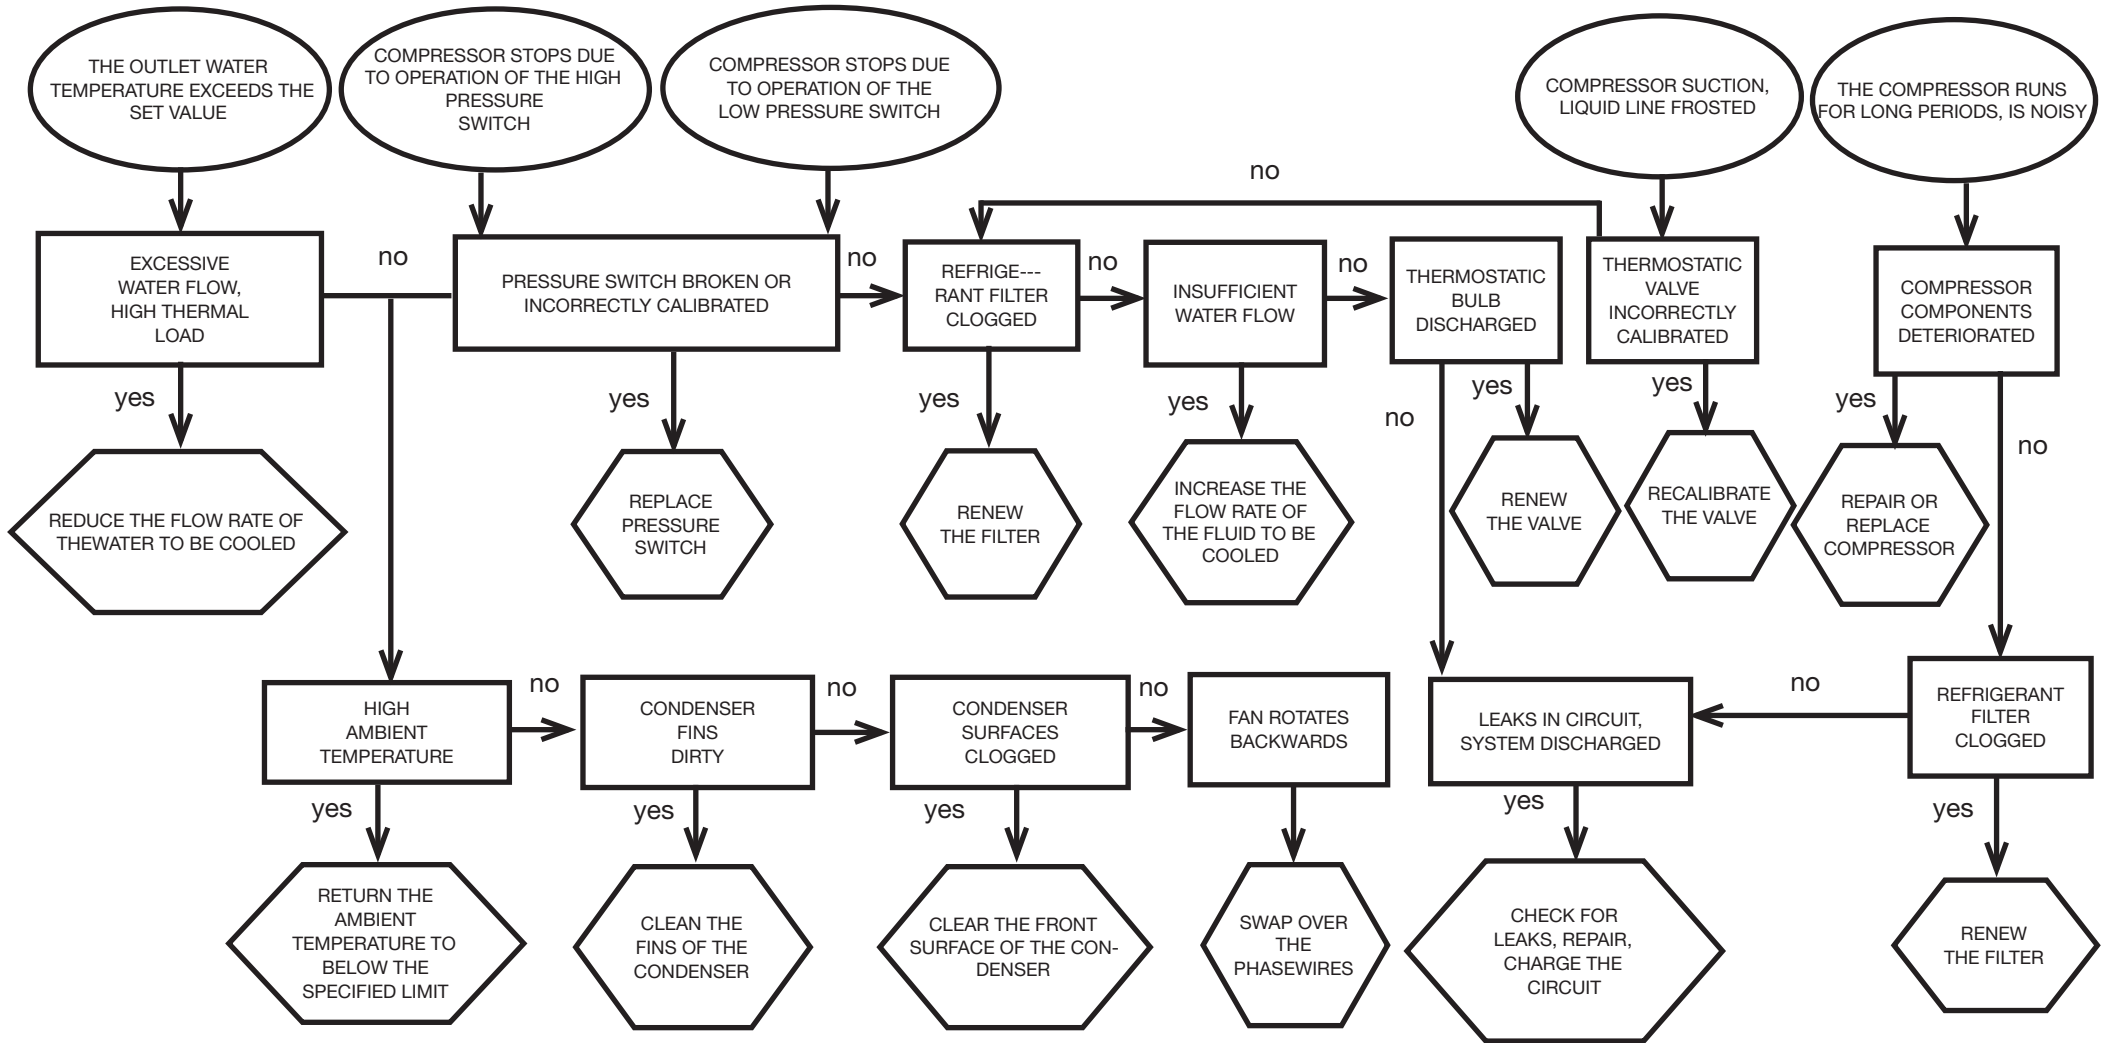 THE OUTLET WATER
TEMPERATURE EXCEEDS THE
SET VALUE
COMPRESSOR STOPS DUE
TO OPERATION OF THE HIGH
PRESSURE
SWITCH
COMPRESSOR STOPS DUE
TO OPERATION OF THE
LOW PRESSURE SWITCH
COMPRESSOR SUCTION,
LIQUID LINE FROSTED
THE COMPRESSOR RUNS
FOR LONG PERIODS, IS NOISY
no
EXCESSIVE
WATER FLOW,
HIGH THERMAL
LOAD
no
PRESSURE SWITCH BROKEN OR
INCORRECTLY CALIBRATED
no
REFRIGE---
RANT FILTER
CLOGGED
no
INSUFFICIENT
WATER FLOW
no
THERMOSTATIC
BULB
DISCHARGED
THERMOSTATIC
VALVE
INCORRECTLY
CALIBRATED
COMPRESSOR
COMPONENTS
DETERIORATED
yes
yes
yes
yes
no
yes
yes
yes
no
REDUCE THE FLOW RATE OF
THEWATER TO BE COOLED
REPLACE
PRESSURE
SWITCH
RENEW
THE FILTER
INCREASE THE
FLOW RATE OF
THE FLUID TO BE
COOLED
RENEW
THE VALVE
RECALIBRATE
THE VALVE
REPAIR OR
REPLACE
COMPRESSOR
HIGH
AMBIENT
TEMPERATURE
no
CONDENSER
FINS
DIRTY
no
CONDENSER
SURFACES
CLOGGED
no
FAN ROTATES
BACKWARDS
LEAKS IN CIRCUIT,
SYSTEM DISCHARGED
no
REFRIGERANT
FILTER
CLOGGED
yes
yes
yes
yes
yes
RETURN THE
AMBIENT
TEMPERATURE TO
BELOW THE
SPECIFIED LIMIT
CLEAN THE
FINS OF THE
CONDENSER
CLEAR THE FRONT
SURFACE OF THE CON-
DENSER
SWAP OVER
THE
PHASEWIRES
CHECK FOR
LEAKS, REPAIR,
CHARGE THE
CIRCUIT
RENEW
THE FILTER